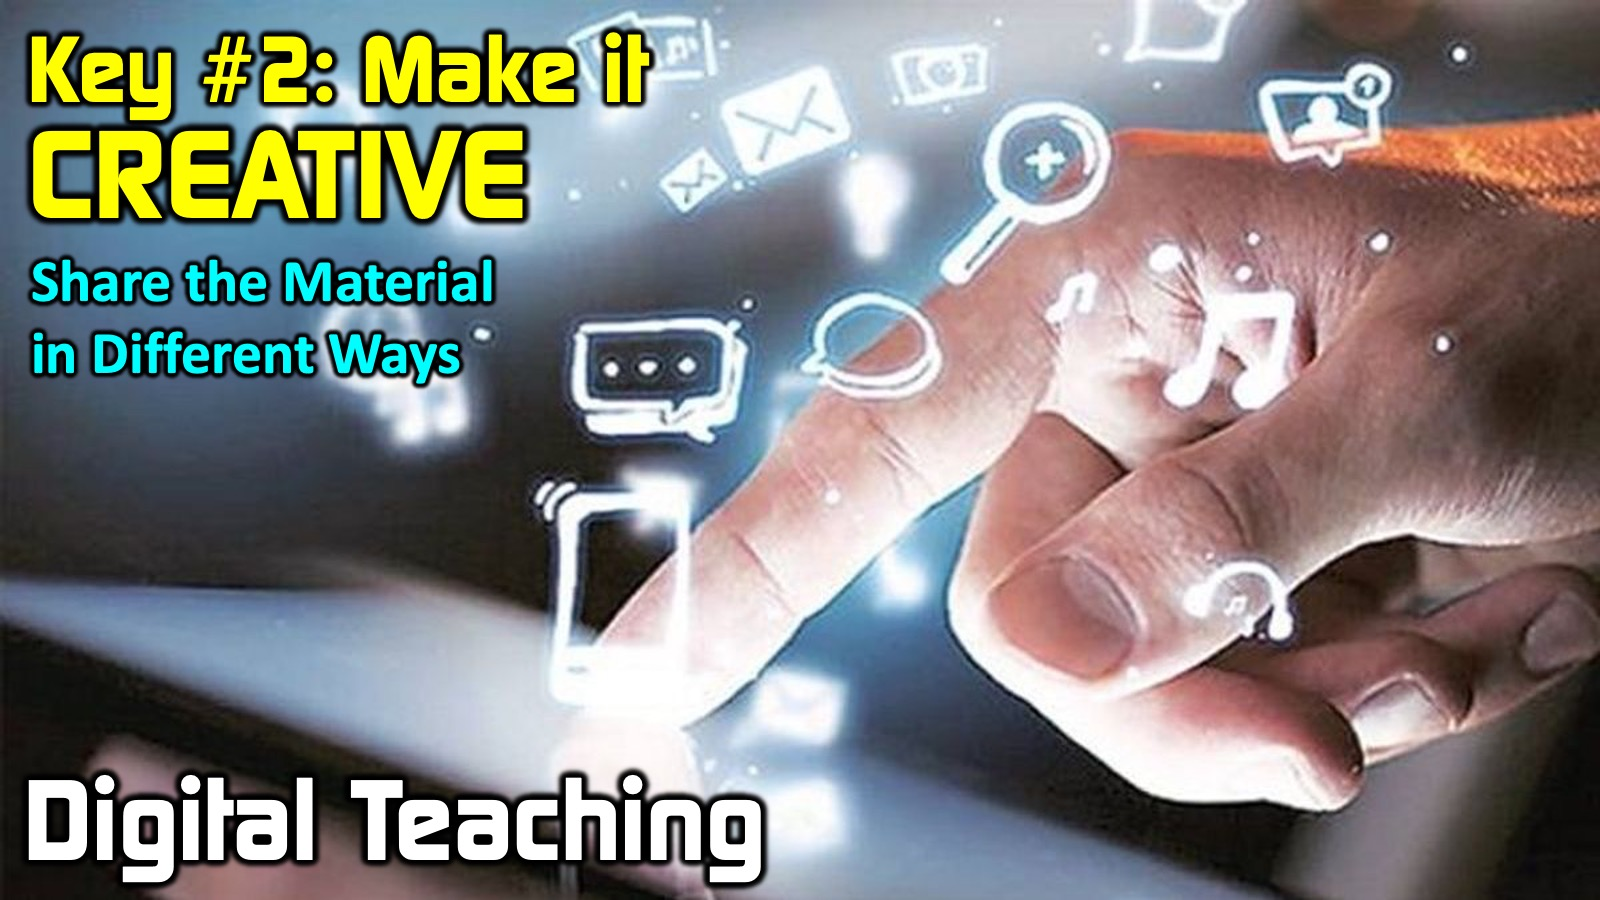 Key #2: Make it
CREATIVE
Share the Material
in Different Ways
Digital Teaching